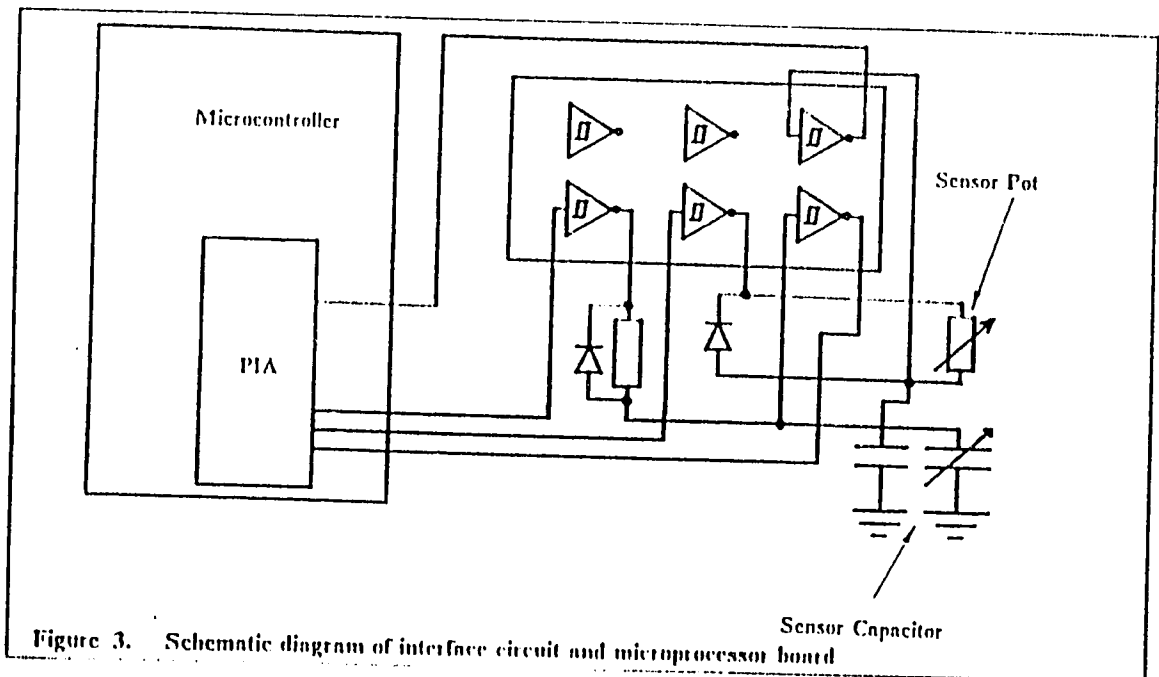 Microcontroller
Sensor Pot
PIA
Sensor Capacitor
Figure 3. Schematic diagram of interface circuit and microprocessor board